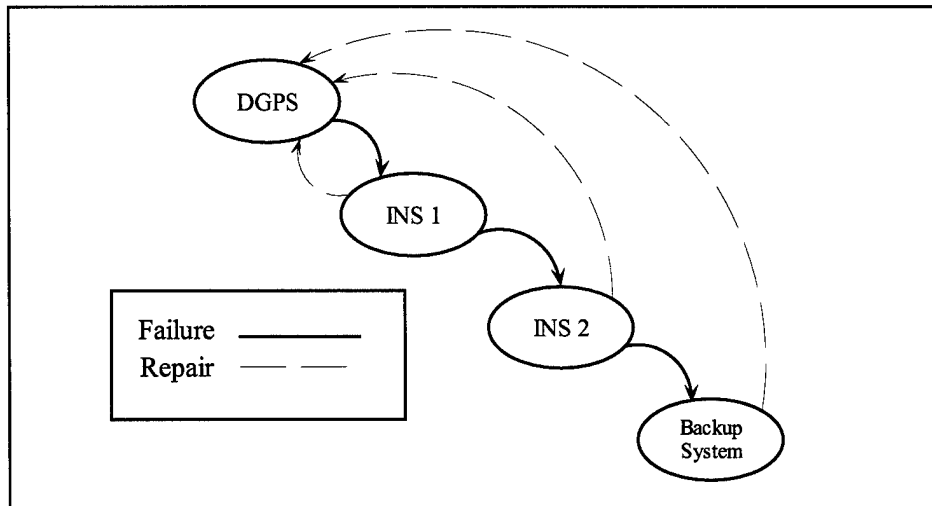 DGPS
INS 1
INS 2
Backup
System
Failure
Repair